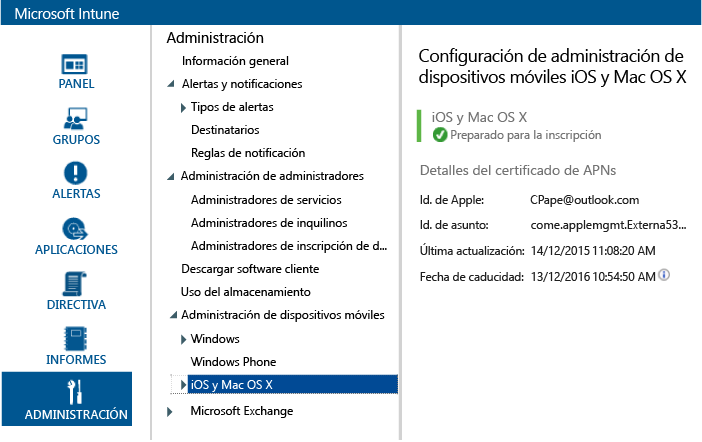 Microsoft Intune
PANEL
GRUPOS
ALERTAS
APLICACIONES
DIRECTIVA
INFORMES
ADMINISTRACIÓN
Administración
Información general
Alertas y notificaciones
Tipos de alertas
Destinatarios
Reglas de notificación
Administración de administradores
Administradores de servicios
Administradores de inquilinos
Administradores de inscripción de d...
Descargar software cliente
Uso del almacenamiento
Administración de dispositivos móviles
Windows
Windows Phone
iOS y Mac OS X
Microsoft Exchange
Configuración de administración de
dispositivos móviles iOS y Mac OS X
iOS y Mac OS X
Preparado para la inscripción
Detalles del certificado de APNs
Id. de Apple: CPape@outlook.com
Id. de asunto: come.applemgmt.Externa53...
Última actualización: 14/12/2015 11:08:20 AM
Fecha de caducidad: 13/12/2016 10:54:50 AM